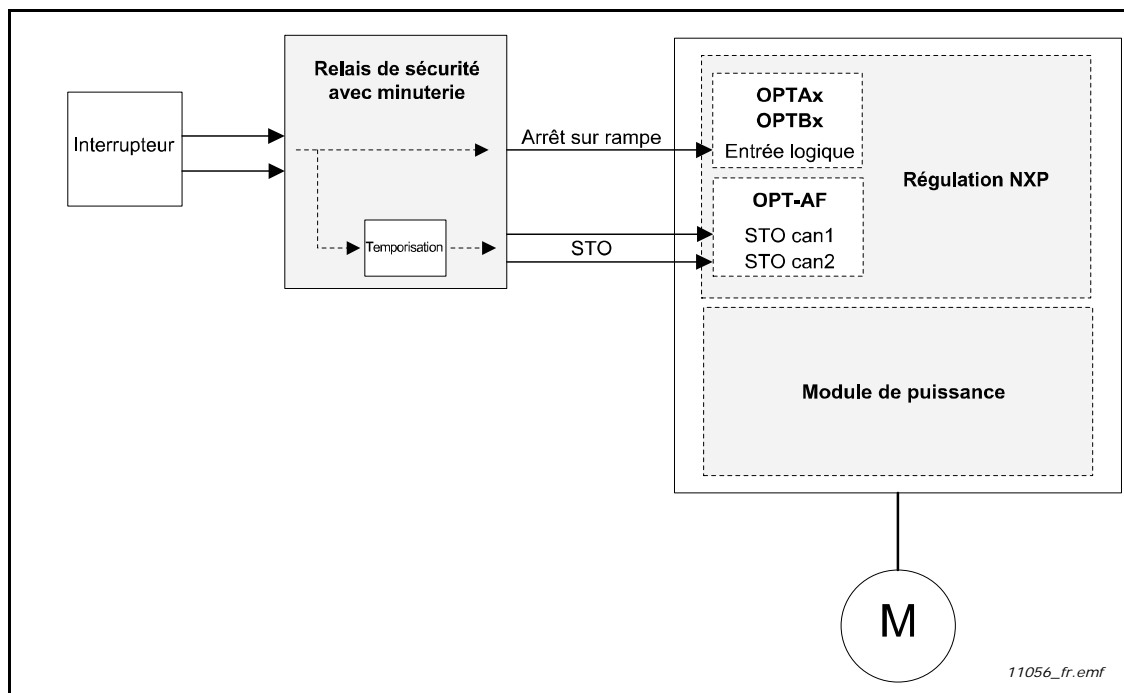 Interrupteur
Relais de sécurité
avec minuterie
Temporisation
Arrêt sur rampe
STO
OPTAx
OPTBx
Entrée logique
OPT-AF
STO can1
STO can2
Régulation NXP
Module de puissance
M
11056_fr.emf